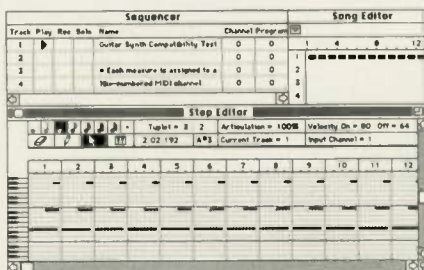 Sequencer
Song Editor
Track Play Rec Solo Name Channel Program
1 Guitar Synth Compatibility Test 0 0
2 0 0
3 • Each measure is assigned to a 0 0
4 MIDI channel 0 0
1 4 8 12
1
2
3
4
Step Editor
Tuplet = 3 2 Articulation = 100% Velocity On = 80 Off = 64
2 02 192 A#3 Current Track = 1 Input Channel = 1
1 2 3 4 5 6 7 8 9 10 11 12